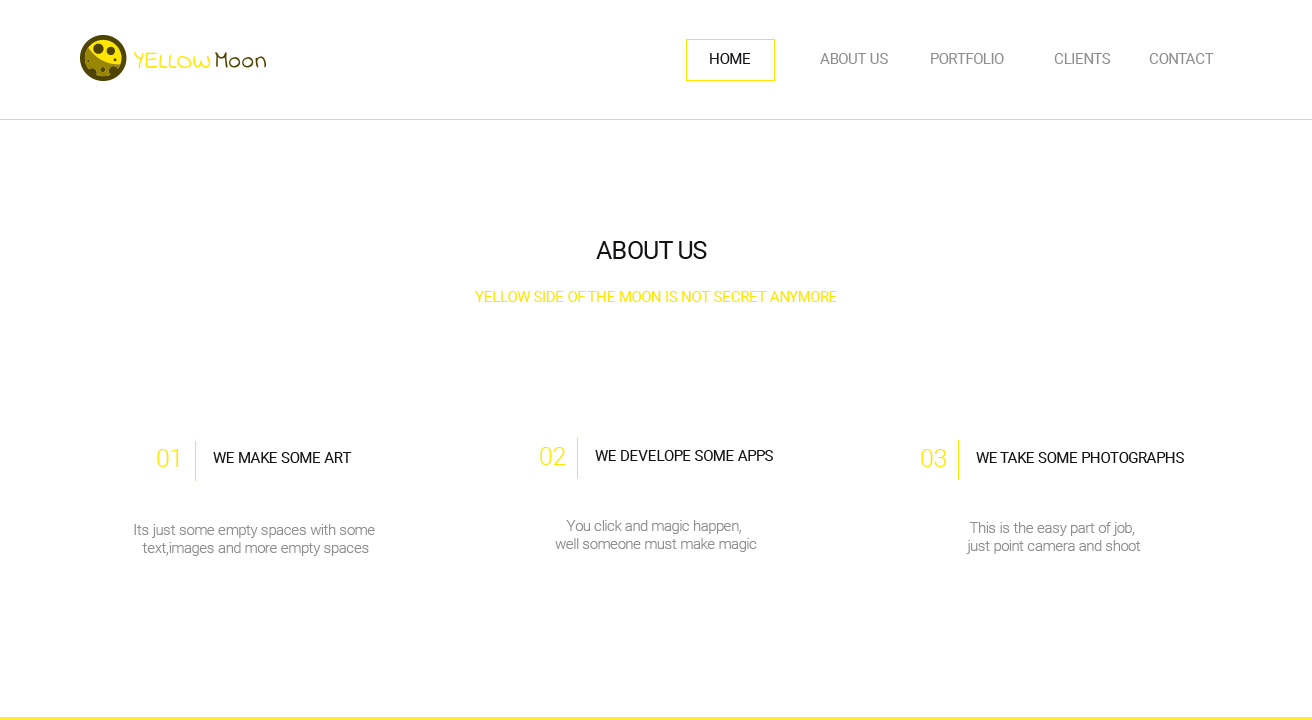 YELLOW Moon
HOME
ABOUT US
PORTFOLIO
CLIENTS
CONTACT
ABOUT US
YELLOW SIDE OF THE MOON IS NOT SECRET ANYMORE
01
WE MAKE SOME ART
Its just some empty spaces with some
text,images and more empty spaces
02
WE DEVELOPE SOME APPS
You click and magic happen,
well someone must make magic
03
WE TAKE SOME PHOTOGRAPHS
This is the easy part of job,
just point camera and shoot